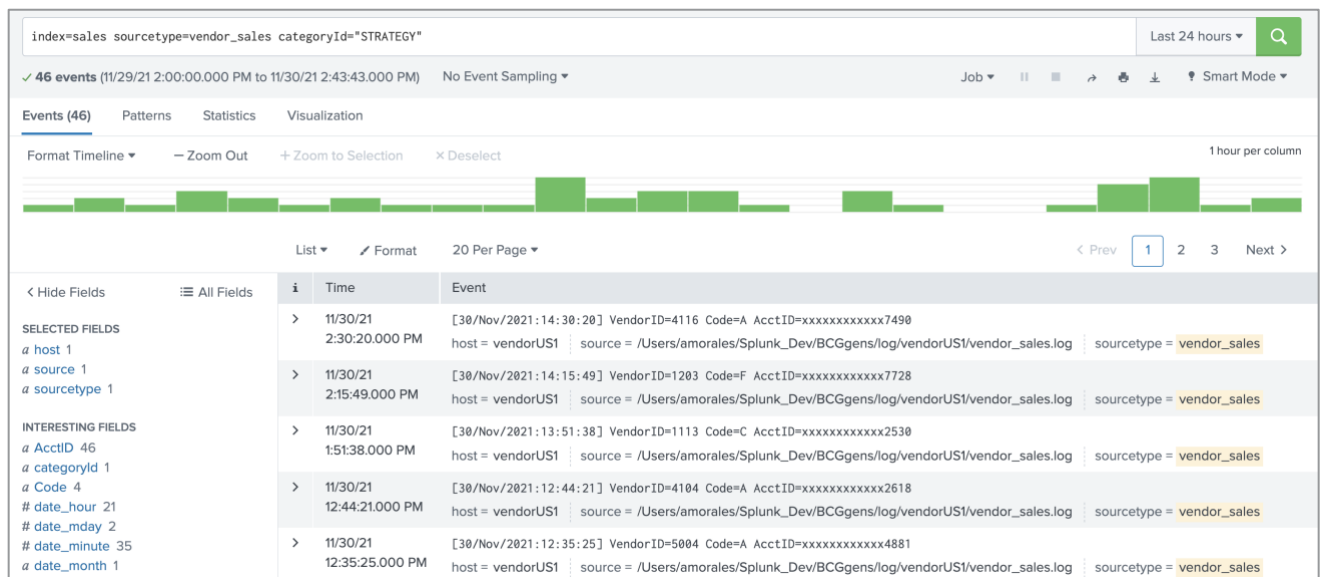 index=sales sourcetype=vendor_sales categoryId="STRATEGY"
Last 24 hours ▾
✓ 46 events (11/29/21 2:00:00.000 PM to 11/30/21 2:43:43.000 PM) No Event Sampling ▾
Job ▾ Smart Mode ▾
Events (46) Patterns Statistics Visualization
Format Timeline ▾ — Zoom Out + Zoom to Selection × Deselect
1 hour per column
List ▾ Format 20 Per Page ▾
< Prev 1 2 3 Next >
< Hide Fields All Fields
SELECTED FIELDS
a host 1
a source 1
a sourcetype 1
INTERESTING FIELDS
a AcctID 46
a categoryId 1
a Code 4
# date_hour 21
# date_mday 2
# date_minute 35
a date_month 1
i Time Event
> 11/30/21 [30/Nov/2021:14:30:20] VendorID=4116 Code=A AcctID=xxxxxxxxxxxx7490
2:30:20.000 PM host = vendorUS1 source = /Users/amorales/Splunk_Dev/BCGgens/log/vendorUS1/vendor_sales.log sourcetype = vendor_sales
> 11/30/21 [30/Nov/2021:14:15:49] VendorID=1203 Code=F AcctID=xxxxxxxxxxxx7728
2:15:49.000 PM host = vendorUS1 source = /Users/amorales/Splunk_Dev/BCGgens/log/vendorUS1/vendor_sales.log sourcetype = vendor_sales
> 11/30/21 [30/Nov/2021:13:51:38] VendorID=1113 Code=C AcctID=xxxxxxxxxxxx2530
1:51:38.000 PM host = vendorUS1 source = /Users/amorales/Splunk_Dev/BCGgens/log/vendorUS1/vendor_sales.log sourcetype = vendor_sales
> 11/30/21 [30/Nov/2021:12:44:21] VendorID=4104 Code=A AcctID=xxxxxxxxxxxx2618
12:44:21.000 PM host = vendorUS1 source = /Users/amorales/Splunk_Dev/BCGgens/log/vendorUS1/vendor_sales.log sourcetype = vendor_sales
> 11/30/21 [30/Nov/2021:12:35:25] VendorID=5004 Code=A AcctID=xxxxxxxxxxxx4881
12:35:25.000 PM host = vendorUS1 source = /Users/amorales/Splunk_Dev/BCGgens/log/vendorUS1/vendor_sales.log sourcetype = vendor_sales